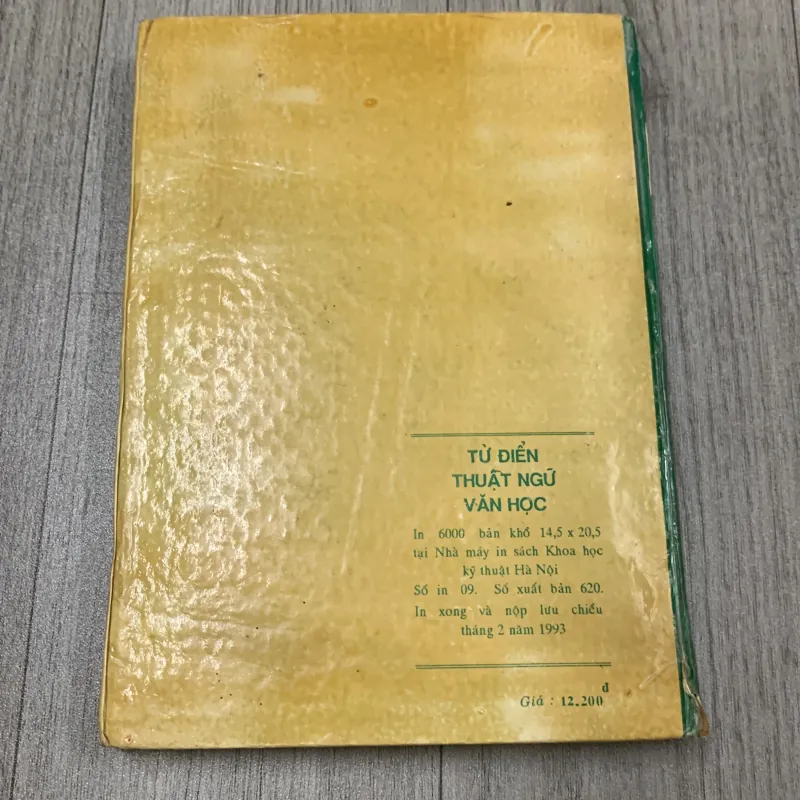 TỪ ĐIỂN
THUẬT NGỮ
VĂN HỌC
In 6000 bản khổ 14,5 x 20,5
tại Nhà máy in sách Khoa học
kỹ thuật Hà Nội
Số in 09. Số xuất bản 620.
In xong và nộp lưu chiểu
tháng 2 năm 1993
Giá : 12.200đ